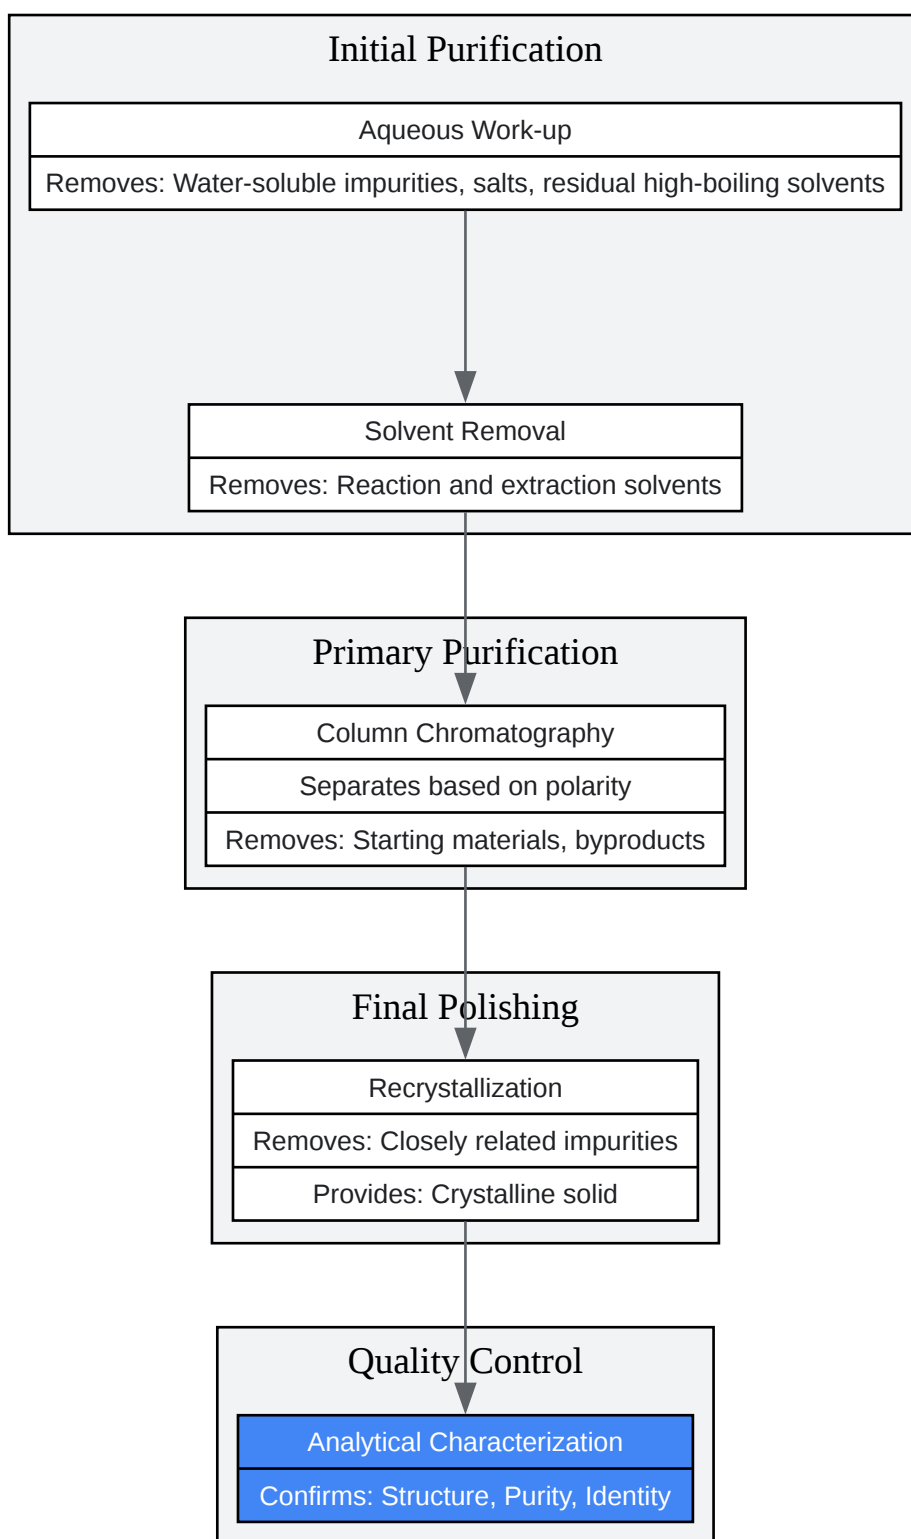 Initial Purification
Aqueous Work-up
Removes: Water-soluble impurities, salts, residual high-boiling solvents
Solvent Removal
Removes: Reaction and extraction solvents
Primary Purification
Column Chromatography
Separates based on polarity
Removes: Starting materials, byproducts
Final Polishing
Recrystallization
Removes: Closely related impurities
Provides: Crystalline solid
Quality Control
Analytical Characterization
Confirms: Structure, Purity, Identity